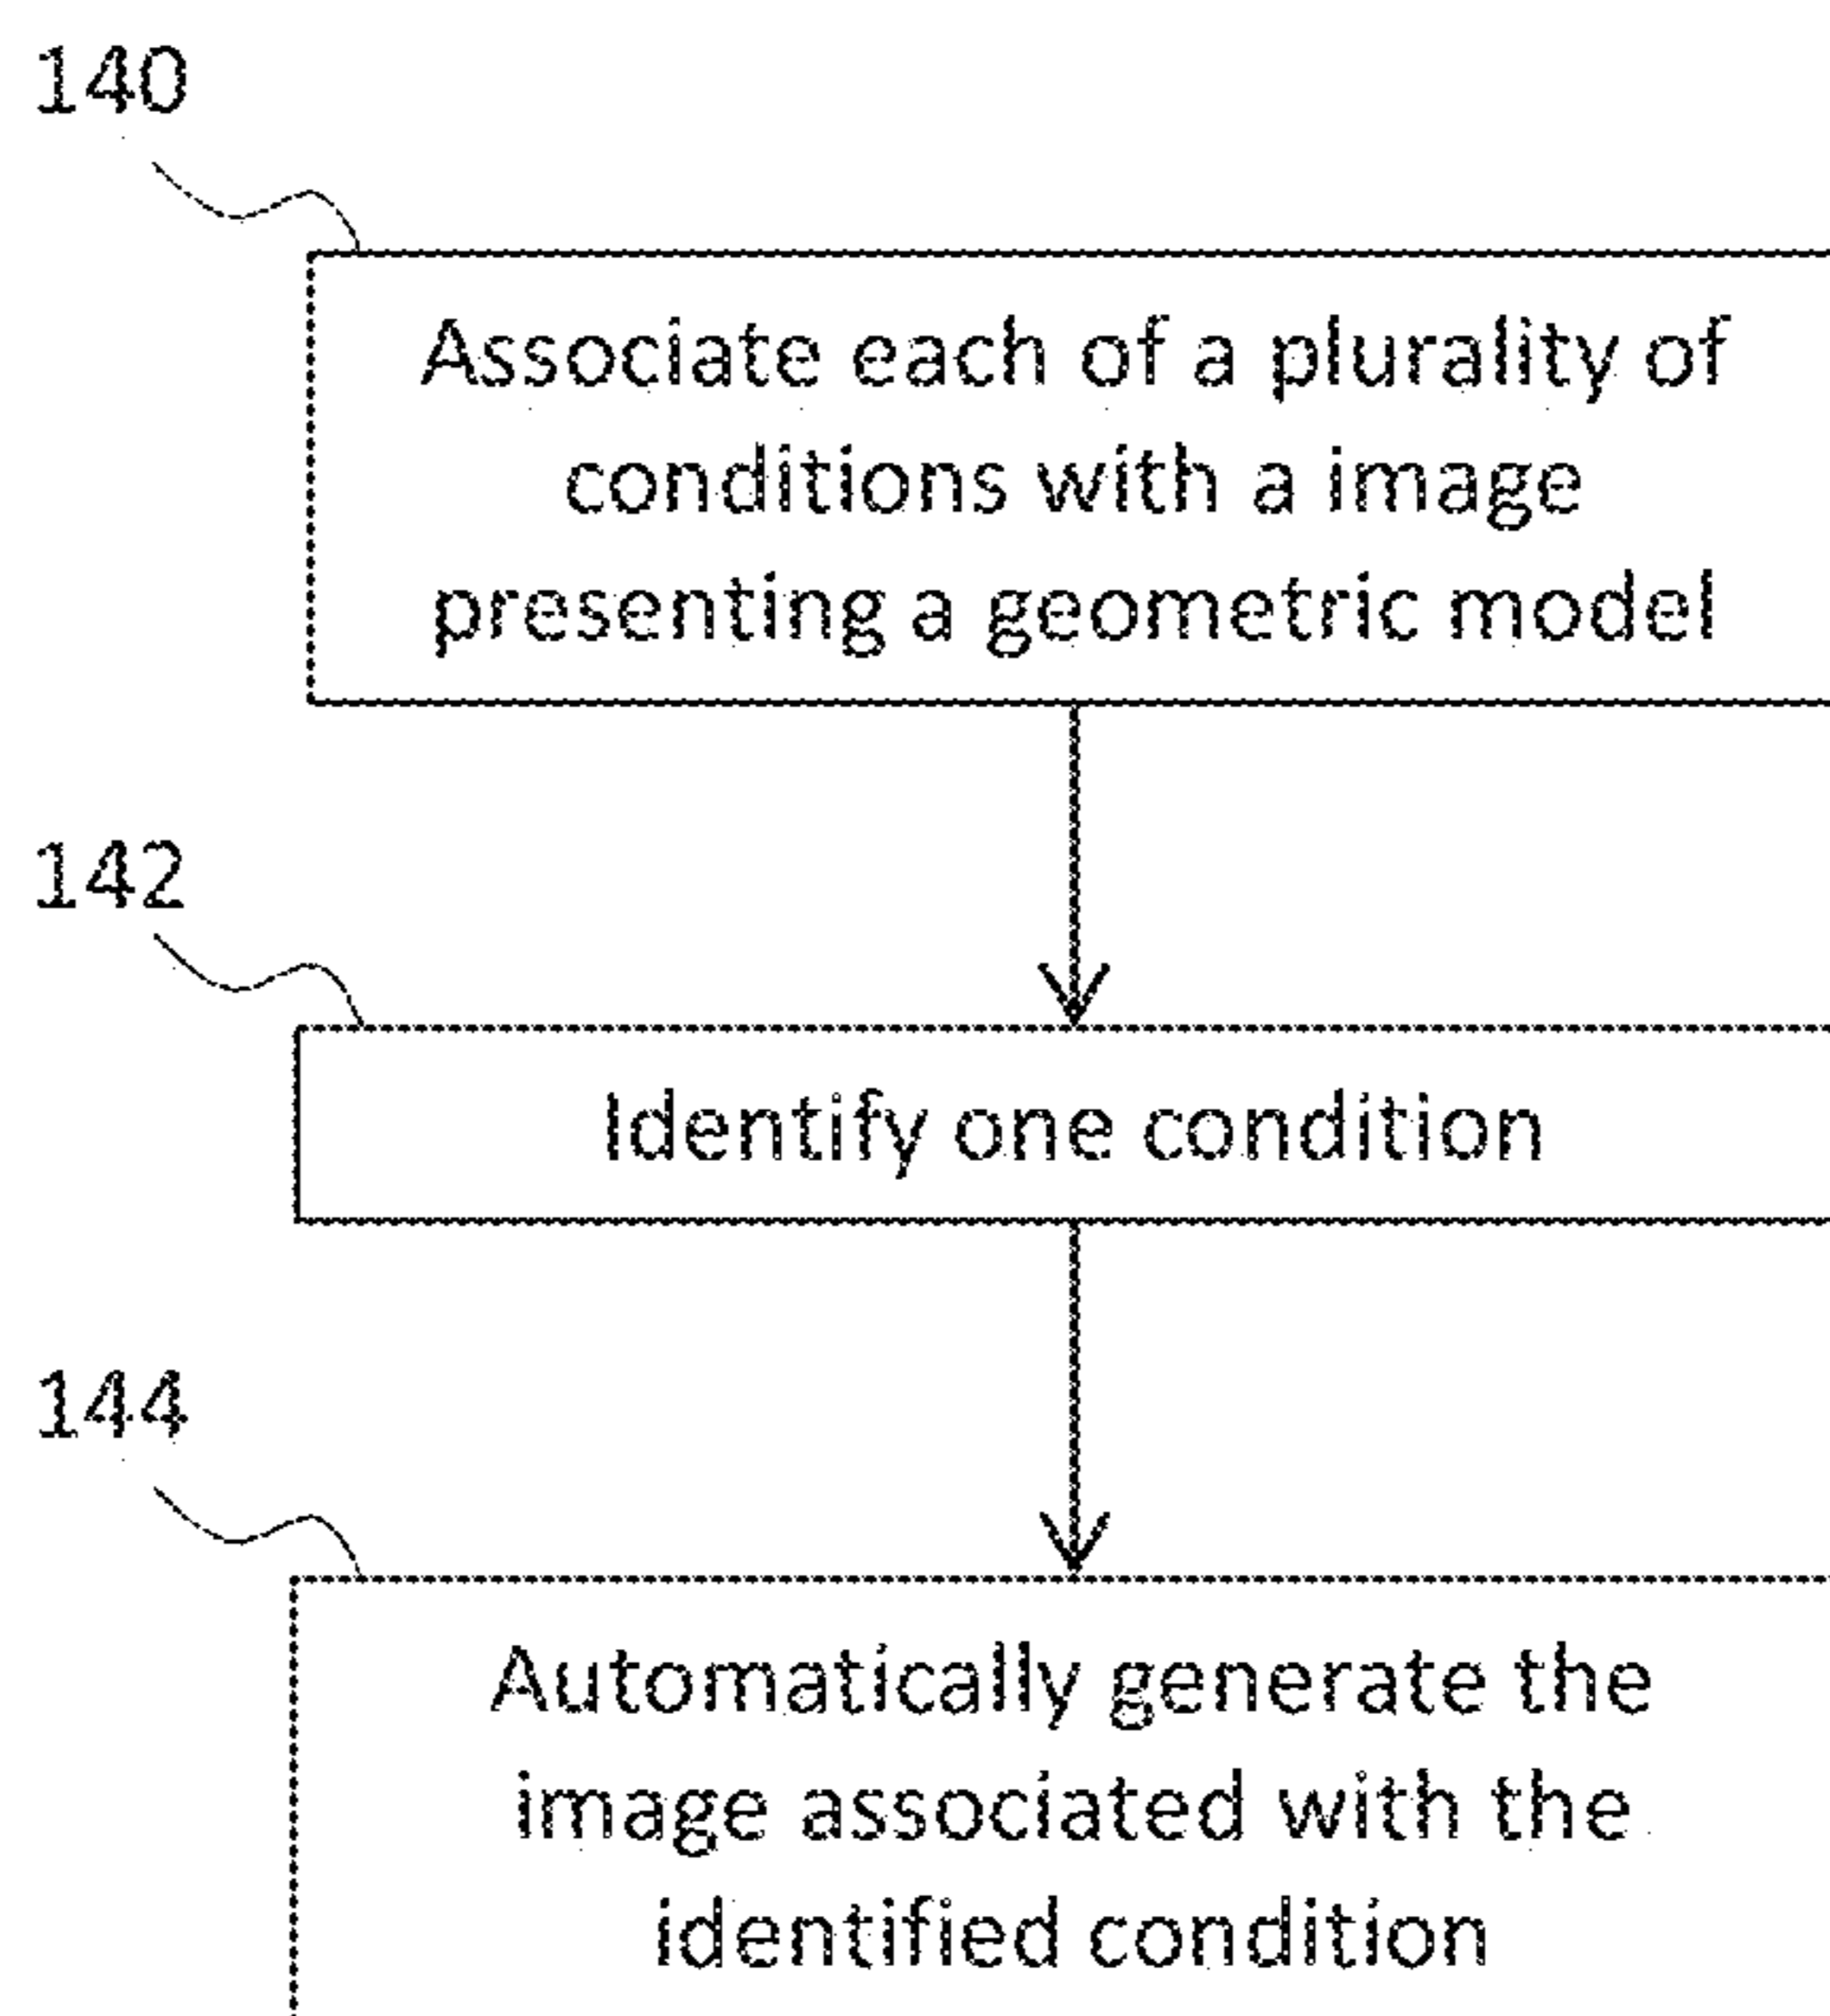 140
Associate each of a plurality of
conditions with a image
presenting a geometric model
142
Identify one condition
144
Automatically generate the
image associated with the
identified condition